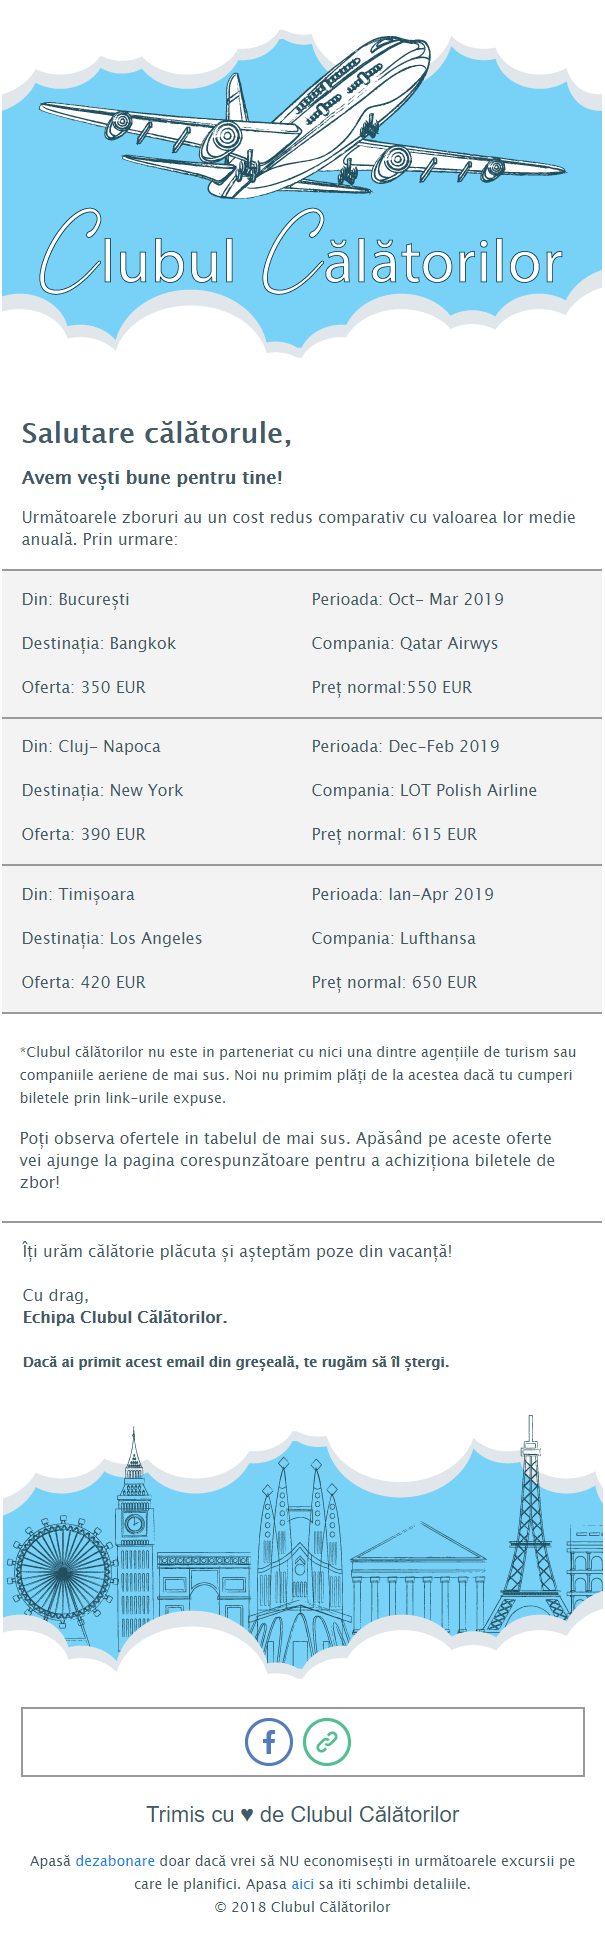 Clubul Călătorilor
Salutare călătorule,
Avem vești bune pentru tine!
Următoarele zboruri au un cost redus comparativ cu valoarea lor medie
anuală. Prin urmare:
Din: București
Perioada: Oct- Mar 2019
Destinația: Bangkok
Compania: Qatar Airwys
Oferta: 350 EUR
Preț normal:550 EUR
Din: Cluj- Napoca
Perioada: Dec-Feb 2019
Destinația: New York
Compania: LOT Polish Airline
Oferta: 390 EUR
Preț normal: 615 EUR
Din: Timișoara
Perioada: Ian-Apr 2019
Destinația: Los Angeles
Compania: Lufthansa
Oferta: 420 EUR
Preț normal: 650 EUR
*Clubul călătorilor nu este in parteneriat cu nici una dintre agențiile de turism sau
companiile aeriene de mai sus. Noi nu primim plăți de la acestea dacă tu cumperi
biletele prin link-urile expuse.
Poți observa ofertele in tabelul de mai sus. Apăsând pe aceste oferte
vei ajunge la pagina corespunzătoare pentru a achiziționa biletele de
zbor!
Îți urăm călătorie plăcuta și așteptăm poze din vacanță!
Cu drag,
Echipa Clubul Călătorilor.
Dacă ai primit acest email din greșeală, te rugăm să îl ștergi.
Trimis cu ♥ de Clubul Călătorilor
Apasă dezabonare doar dacă vrei să NU economisești in următoarele excursii pe
care le planifici. Apasa aici sa iti schimbi detaliile.
© 2018 Clubul Călătorilor